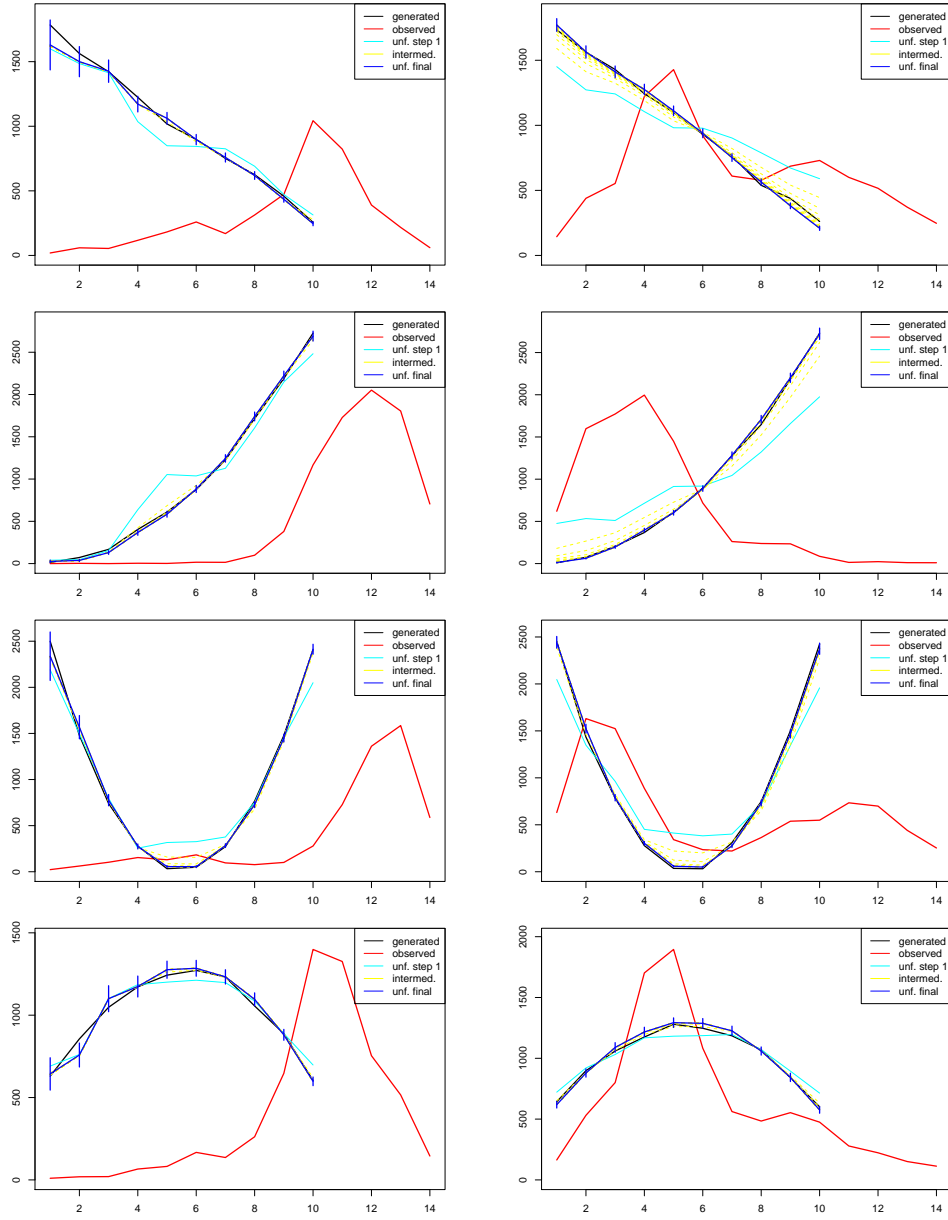 generated
observed
unf. step 1
intermed.
unf. final
0 500 1000 1500
2 4 6 8 10 12 14
generated
observed
unf. step 1
intermed.
unf. final
0 500 1000 1500
2 4 6 8 10 12 14
generated
observed
unf. step 1
intermed.
unf. final
0 500 1000 1500 2000 2500
2 4 6 8 10 12 14
generated
observed
unf. step 1
intermed.
unf. final
0 500 1000 1500 2000 2500
2 4 6 8 10 12 14
generated
observed
unf. step 1
intermed.
unf. final
0 500 1000 1500 2000 2500
2 4 6 8 10 12 14
generated
observed
unf. step 1
intermed.
unf. final
0 500 1000 1500 2000 2500
2 4 6 8 10 12 14
generated
observed
unf. step 1
intermed.
unf. final
0 500 1000 1500
2 4 6 8 10 12 14
generated
observed
unf. step 1
intermed.
unf. final
0 500 1000 1500 2000
2 4 6 8 10 12 14